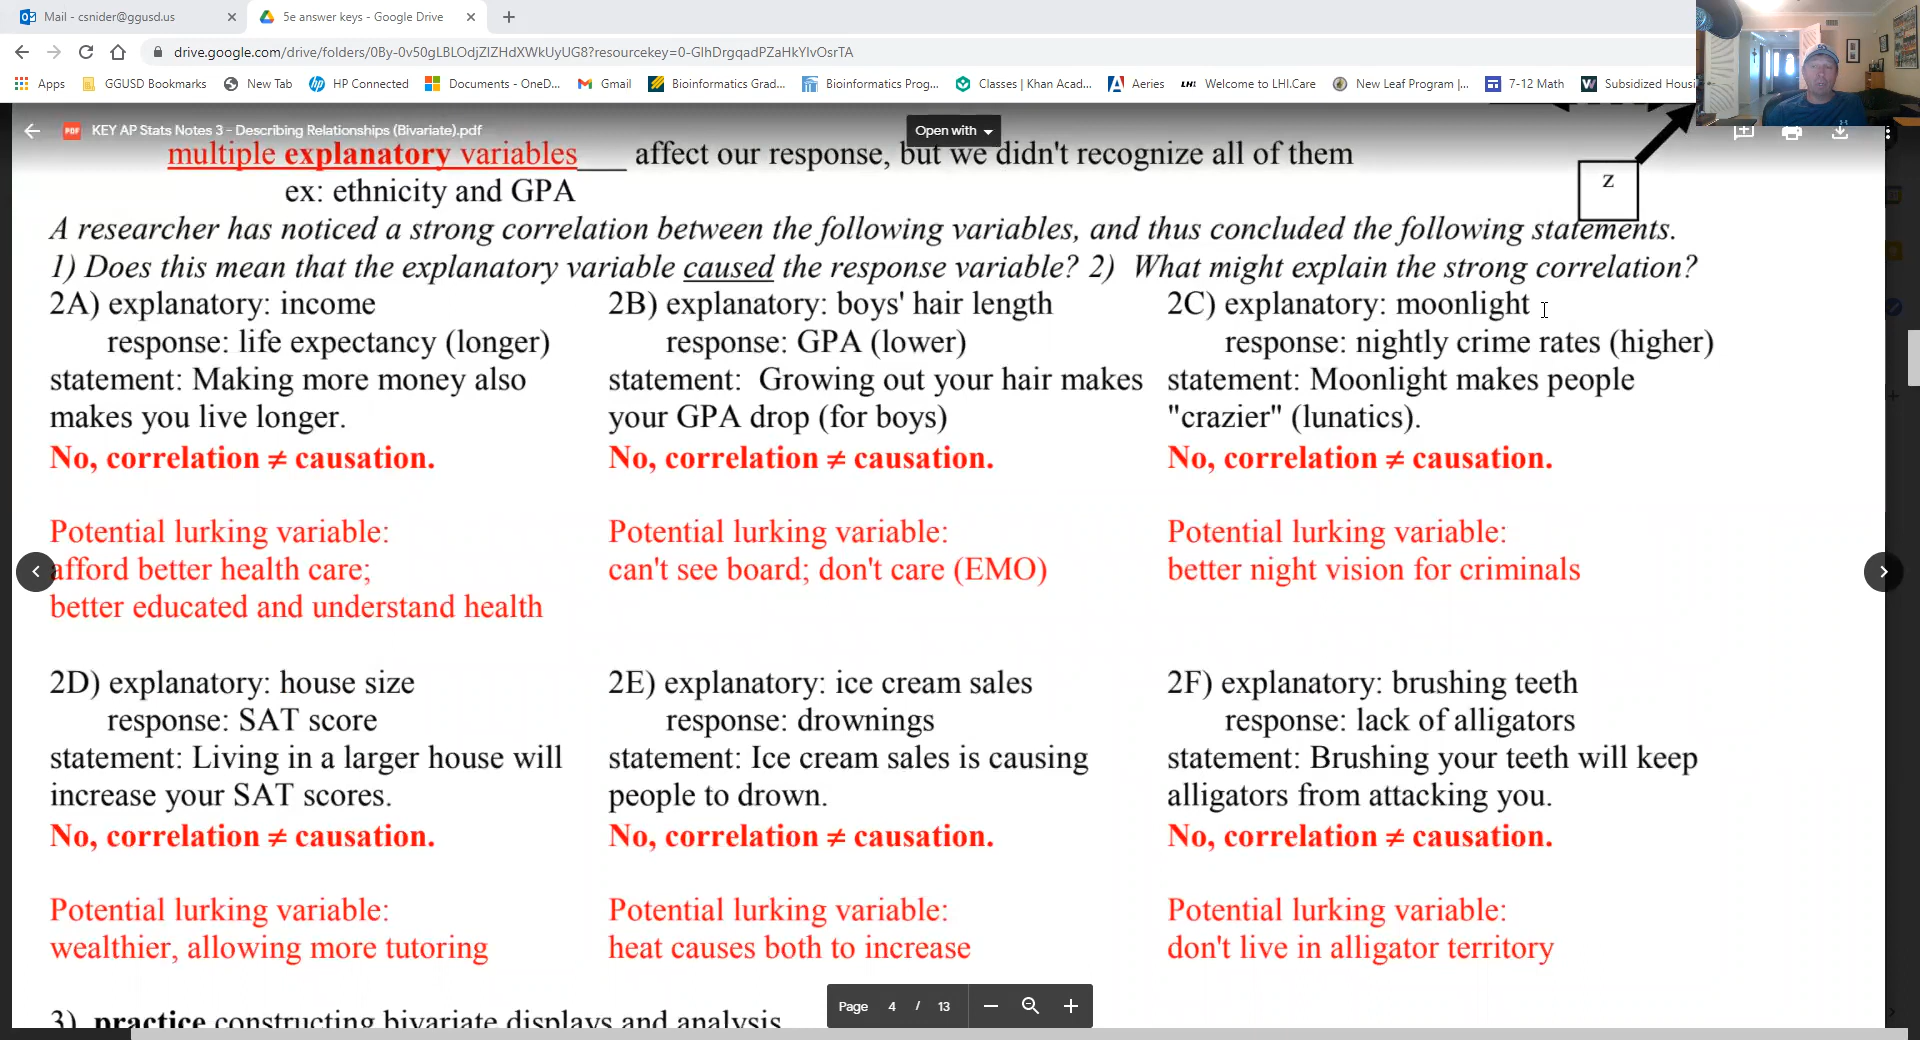 Mail - csnider@ggusd.us
5e answer keys - Google Drive
drive.google.com/drive/folders/0By-0v50gLBLOdjZIZHdXWkUyUG8?resourcekey=0-GlhDrgqadPZaHkYlvOsrTA
Apps GGUSD Bookmarks New Tab HP Connected Documents - OneD... Gmail Bioinformatics Grad... Bioinformatics Prog... Classes | Khan Acad... Aeries LHI. Welcome to LHI.Care New Leaf Program |... 7-12 Math Subsidized Housi
PDF KEY AP Stats Notes 3 - Describing Relationships (Bivariate).pdf Open with
multiple explanatory variables___ affect our response, but we didn't recognize all of them
ex: ethnicity and GPA
z
A researcher has noticed a strong correlation between the following variables, and thus concluded the following statements.
1) Does this mean that the explanatory variable caused the response variable? 2) What might explain the strong correlation?
2A) explanatory: income
response: life expectancy (longer)
statement: Making more money also
makes you live longer.
No, correlation ≠ causation.
Potential lurking variable:
afford better health care;
better educated and understand health
2B) explanatory: boys' hair length
response: GPA (lower)
statement: Growing out your hair makes
your GPA drop (for boys)
No, correlation ≠ causation.
Potential lurking variable:
can't see board; don't care (EMO)
2C) explanatory: moonlight
response: nightly crime rates (higher)
statement: Moonlight makes people
"crazier" (lunatics).
No, correlation ≠ causation.
Potential lurking variable:
better night vision for criminals
2D) explanatory: house size
response: SAT score
statement: Living in a larger house will
increase your SAT scores.
No, correlation ≠ causation.
Potential lurking variable:
wealthier, allowing more tutoring
2E) explanatory: ice cream sales
response: drownings
statement: Ice cream sales is causing
people to drown.
No, correlation ≠ causation.
Potential lurking variable:
heat causes both to increase
2F) explanatory: brushing teeth
response: lack of alligators
statement: Brushing your teeth will keep
alligators from attacking you.
No, correlation ≠ causation.
Potential lurking variable:
don't live in alligator territory
3) practice constructing bivariate displays and analysis
Page 4 / 13